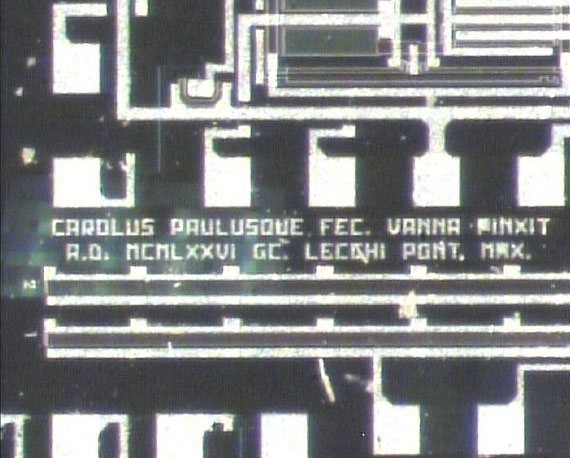 CAROLUS PAULUSQUE FEC. VANNA PINXIT
A.D. MCMLXXVI GC. LECCHI PONT. MAX.